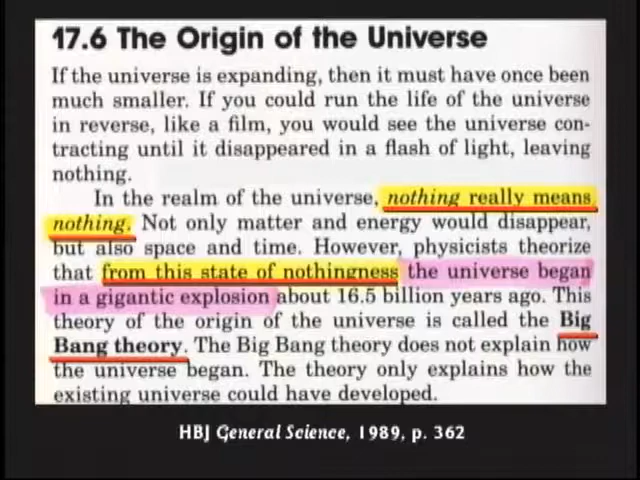 17.6 The Origin of the Universe
If the universe is expanding, then it must have once been
much smaller. If you could run the life of the universe
in reverse, like a film, you would see the universe con-
tracting until it disappeared in a flash of light, leaving
nothing.
In the realm of the universe, nothing really means
nothing. Not only matter and energy would disappear,
but also space and time. However, physicists theorize
that from this state of nothingness the universe began
in a gigantic explosion about 16.5 billion years ago. This
theory of the origin of the universe is called the Big
Bang theory. The Big Bang theory does not explain how
the universe began. The theory only explains how the
existing universe could have developed.
HBJ General Science, 1989, p. 362